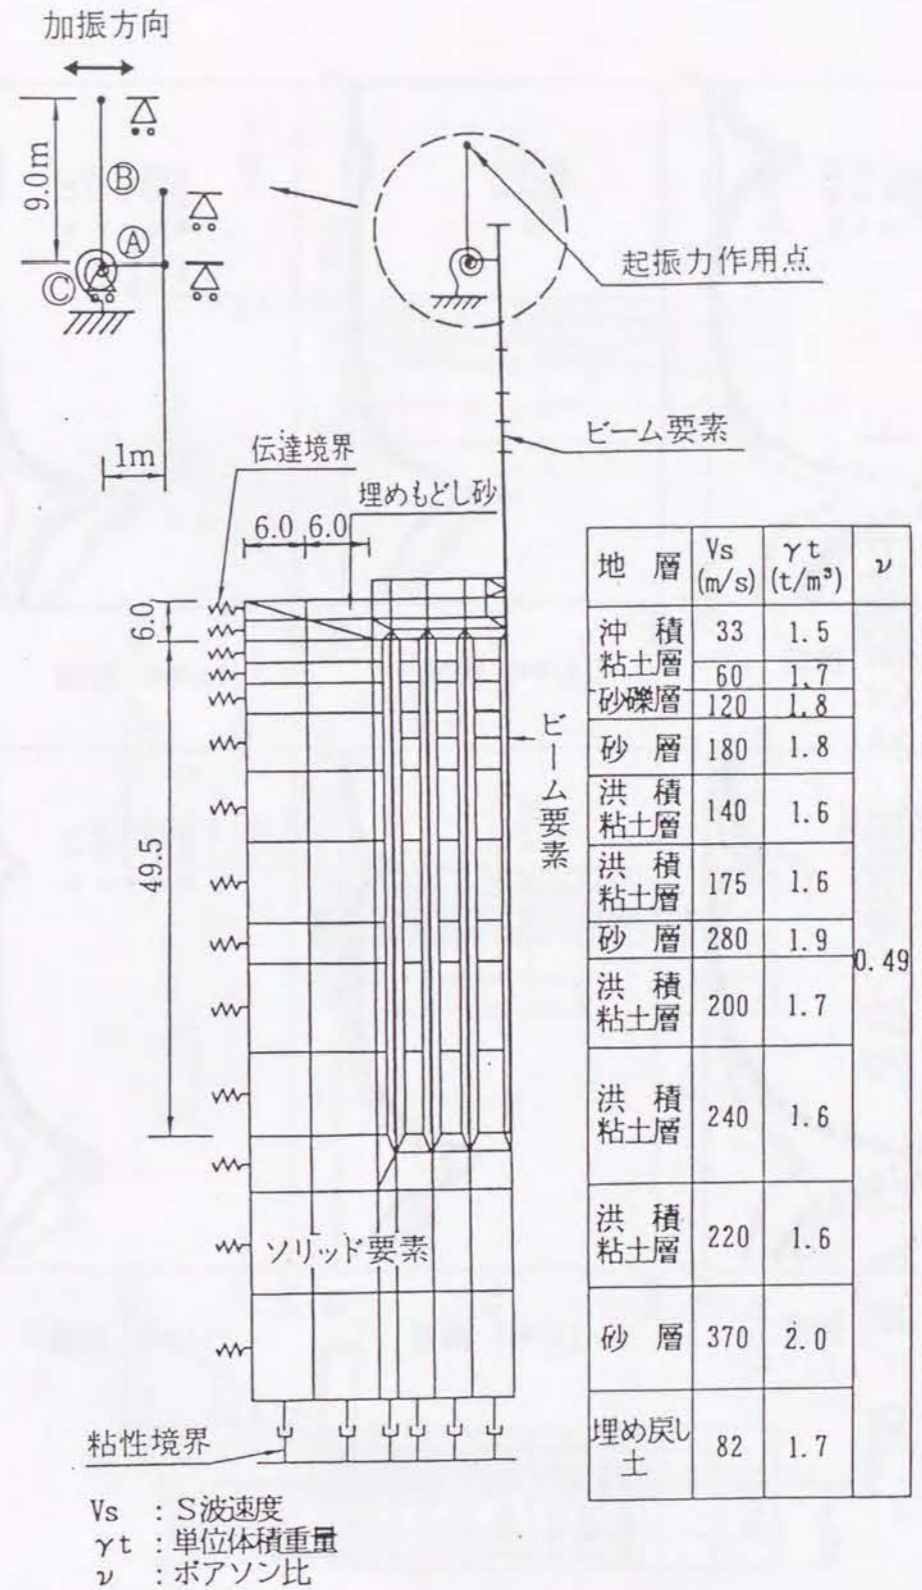 加振方向
9.0m
Ⓑ
Ⓐ
Ⓒ
1m
起振力作用点
ビーム要素
伝達境界
埋めもどし砂
6.0 6.0
6.0
49.5
ビーム要素
ソリッド要素
粘性境界
地 層 Vs (m/s) γt (t/m³) ν
沖 積 粘土層 33 1.5
60 1.7
砂礫層 120 1.8
砂 層 180 1.8
洪 積 粘土層 140 1.6
洪 積 粘土層 175 1.6
砂 層 280 1.9
0.49
洪 積 粘土層 200 1.7
洪 積 粘土層 240 1.6
洪 積 粘土層 220 1.6
砂 層 370 2.0
埋め戻し土 82 1.7
Vs :S波速度
γt :単位体積重量
ν :ポアソン比